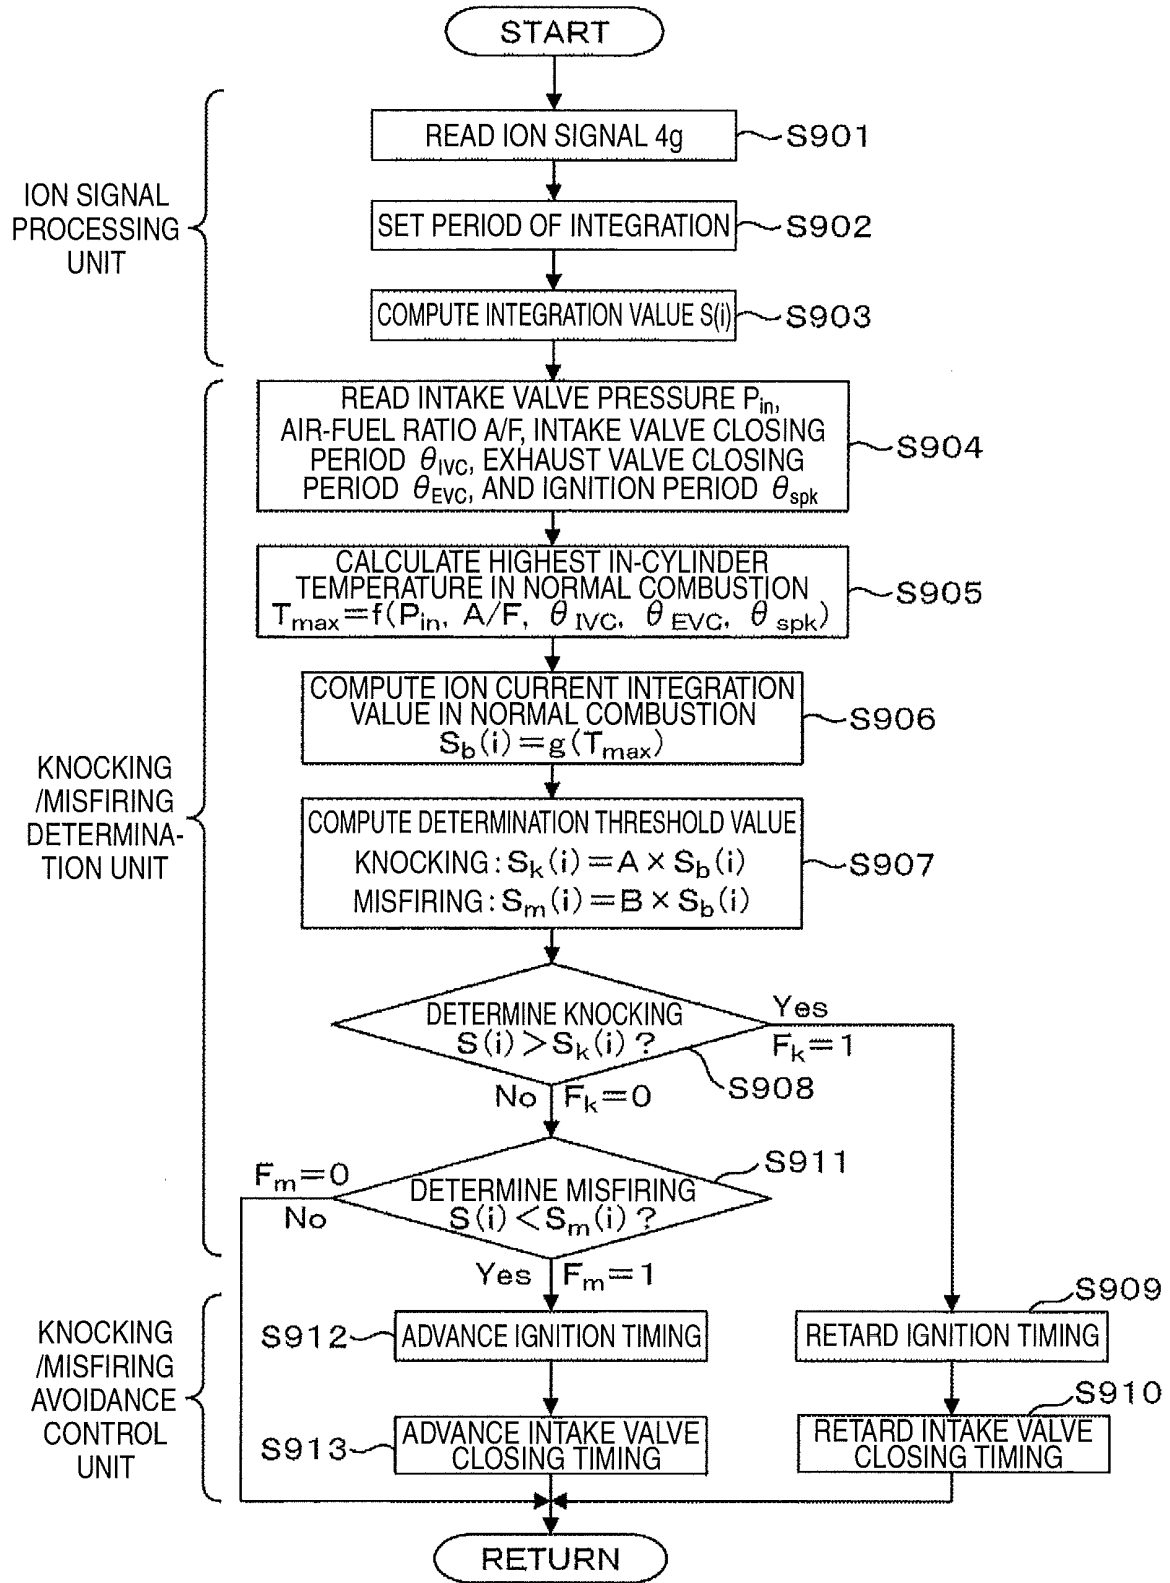 START
READ ION SIGNAL 4g
S901
ION SIGNAL
PROCESSING
UNIT
SET PERIOD OF INTEGRATION
S902
COMPUTE INTEGRATION VALUE S(i)
S903
READ INTAKE VALVE PRESSURE Pin,
AIR-FUEL RATIO A/F, INTAKE VALVE CLOSING
PERIOD θIVC, EXHAUST VALVE CLOSING
PERIOD θEVC, AND IGNITION PERIOD θspk
S904
CALCULATE HIGHEST IN-CYLINDER
TEMPERATURE IN NORMAL COMBUSTION
Tmax=f(Pin, A/F, θIVC, θEVC, θspk)
S905
COMPUTE ION CURRENT INTEGRATION
VALUE IN NORMAL COMBUSTION
Sb(i)=g(Tmax)
S906
KNOCKING
/MISFIRING
DETERMINA-
TION UNIT
COMPUTE DETERMINATION THRESHOLD VALUE
KNOCKING: Sk(i)=A×Sb(i)
MISFIRING: Sm(i)=B×Sb(i)
S907
DETERMINE KNOCKING
S(i)>Sk(i)?
Yes
Fk=1
S908
No Fk=0
DETERMINE MISFIRING
S(i)<Sm(i)?
S911
Fm=0
No
Yes Fm=1
KNOCKING
/MISFIRING
AVOIDANCE
CONTROL
UNIT
S912
ADVANCE IGNITION TIMING
S909
RETARD IGNITION TIMING
S913
ADVANCE INTAKE VALVE
CLOSING TIMING
S910
RETARD INTAKE VALVE
CLOSING TIMING
RETURN